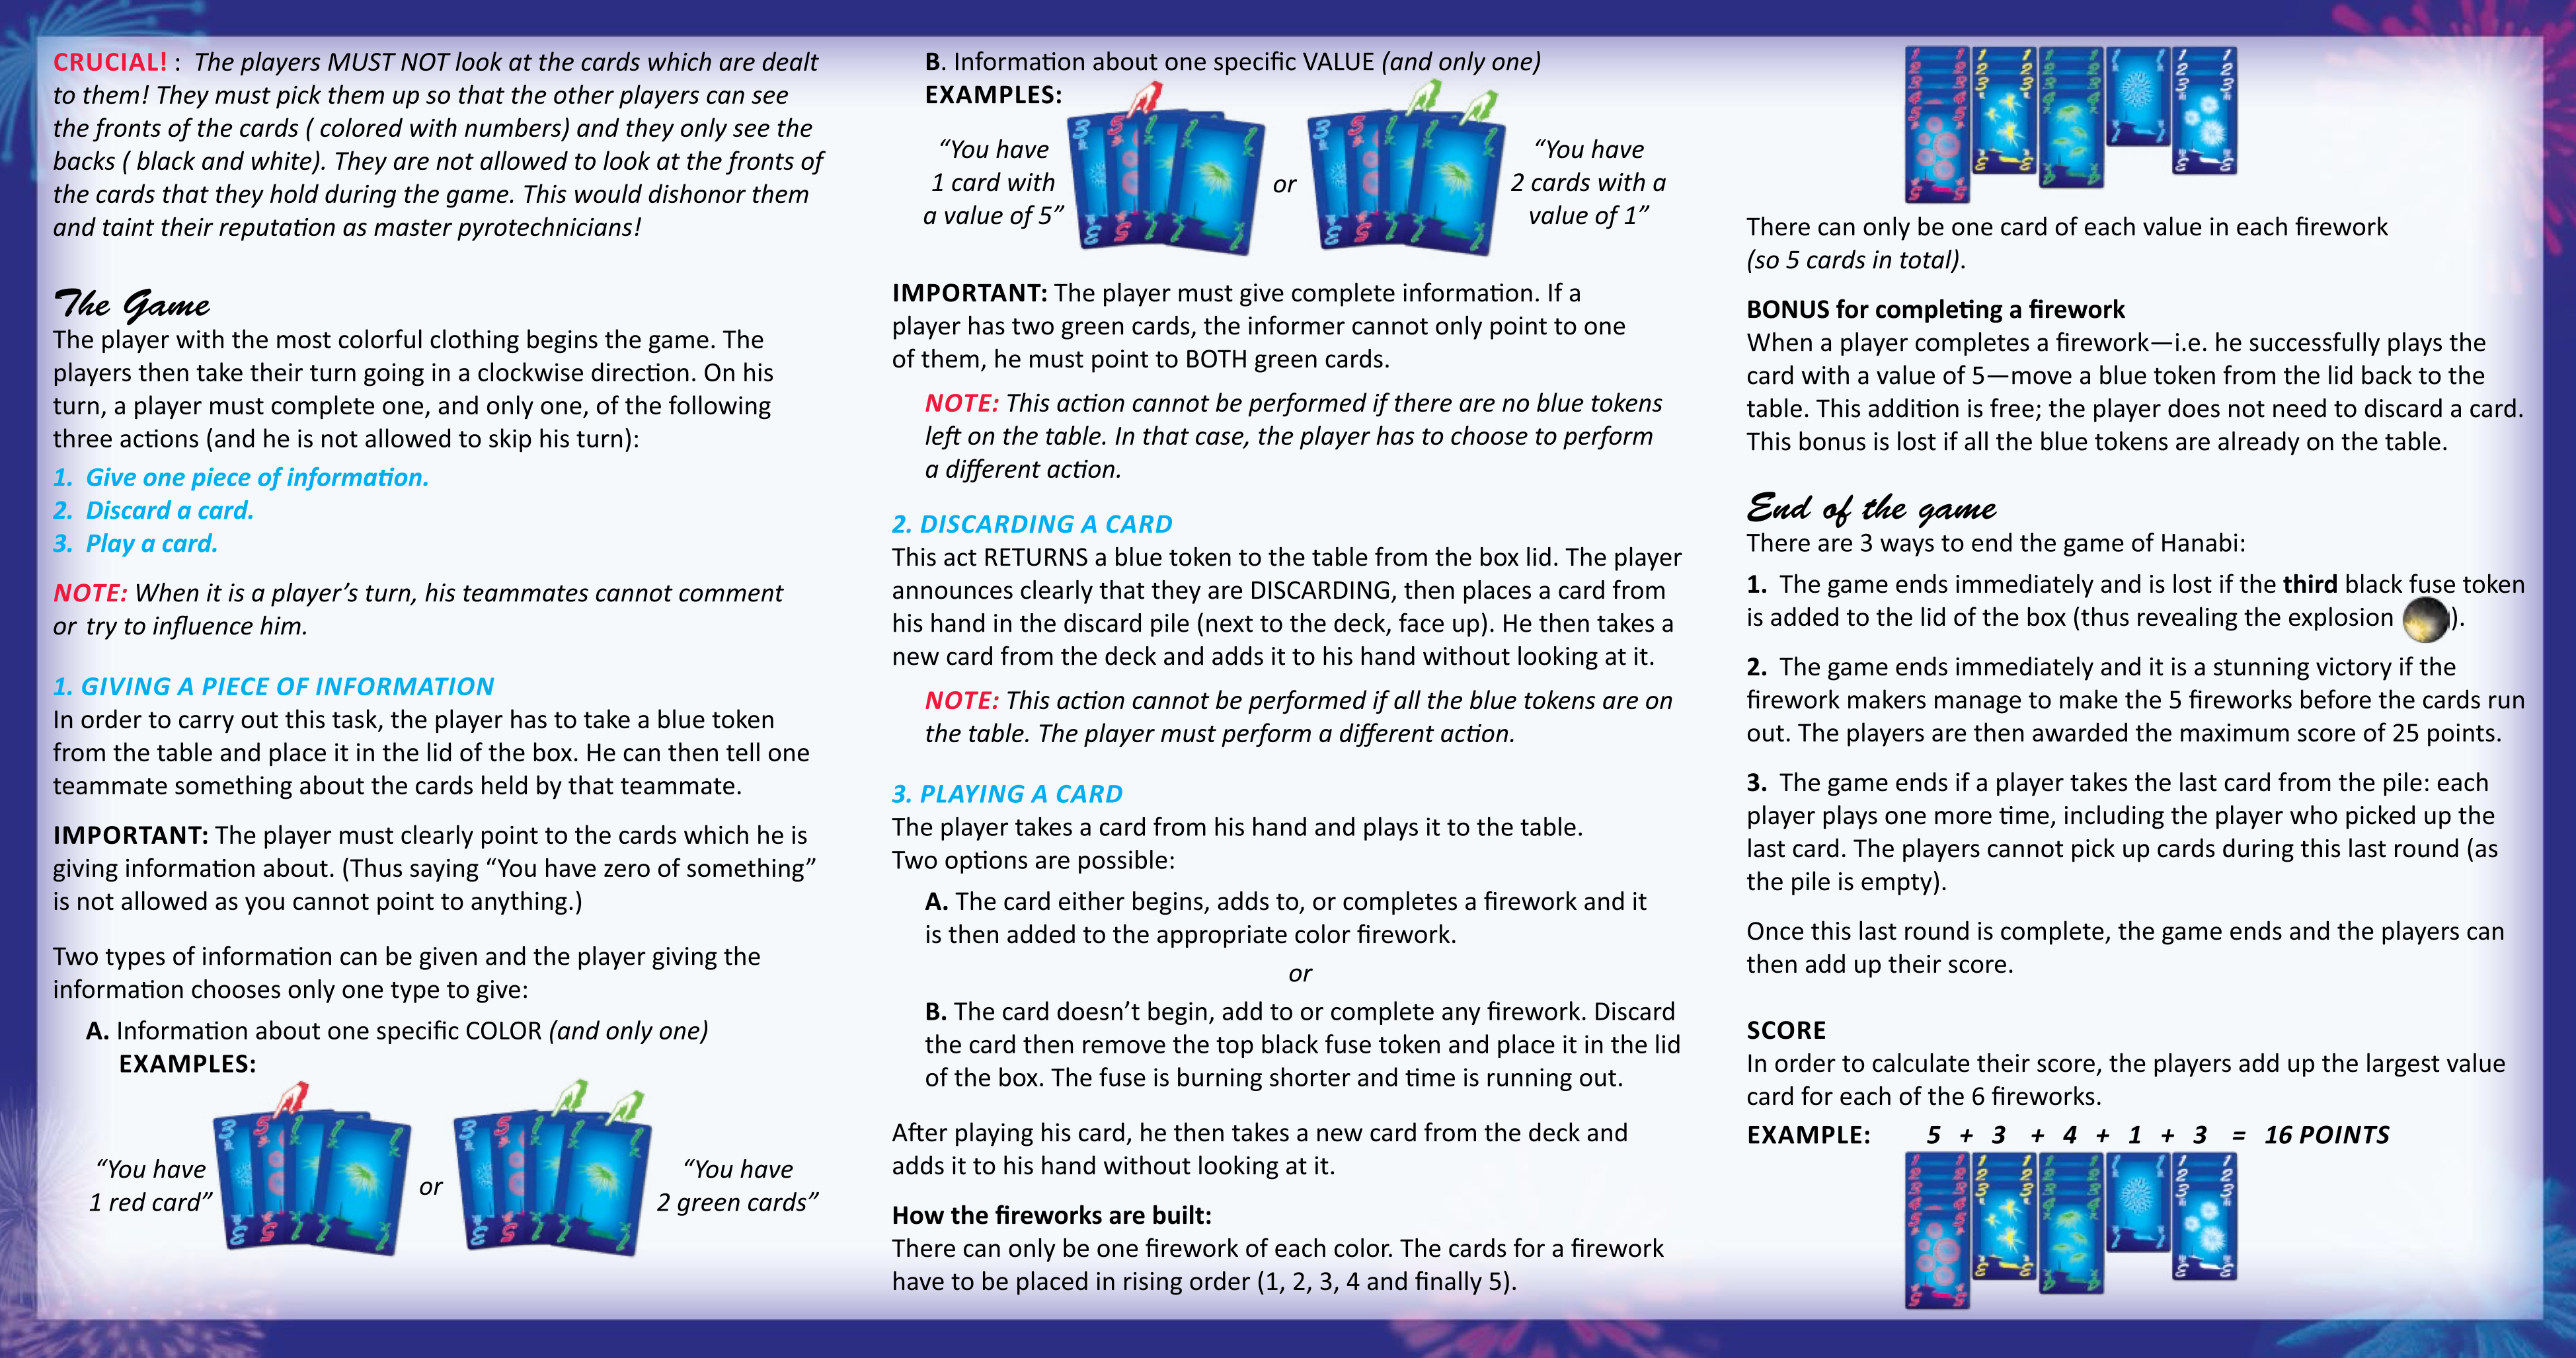 CRUCIAL! : The players MUST NOT look at the cards which are dealt
to them! They must pick them up so that the other players can see
the fronts of the cards ( colored with numbers) and they only see the
backs ( black and white). They are not allowed to look at the fronts of
the cards that they hold during the game. This would dishonor them
and taint their reputation as master pyrotechnicians!
The Game
The player with the most colorful clothing begins the game. The
players then take their turn going in a clockwise direction. On his
turn, a player must complete one, and only one, of the following
three actions (and he is not allowed to skip his turn):
1. Give one piece of information.
2. Discard a card.
3. Play a card.
NOTE: When it is a player’s turn, his teammates cannot comment
or try to influence him.
1. GIVING A PIECE OF INFORMATION
In order to carry out this task, the player has to take a blue token
from the table and place it in the lid of the box. He can then tell one
teammate something about the cards held by that teammate.
IMPORTANT: The player must clearly point to the cards which he is
giving information about. (Thus saying “You have zero of something”
is not allowed as you cannot point to anything.)
Two types of information can be given and the player giving the
information chooses only one type to give:
A. Information about one specific COLOR (and only one)
EXAMPLES:
“You have
1 red card”
or
“You have
2 green cards”
B. Information about one specific VALUE (and only one)
EXAMPLES:
“You have
1 card with
a value of 5”
or
“You have
2 cards with a
value of 1”
IMPORTANT: The player must give complete information. If a
player has two green cards, the informer cannot only point to one
of them, he must point to BOTH green cards.
NOTE: This action cannot be performed if there are no blue tokens
left on the table. In that case, the player has to choose to perform
a different action.
2. DISCARDING A CARD
This act RETURNS a blue token to the table from the box lid. The player
announces clearly that they are DISCARDING, then places a card from
his hand in the discard pile (next to the deck, face up). He then takes a
new card from the deck and adds it to his hand without looking at it.
NOTE: This action cannot be performed if all the blue tokens are on
the table. The player must perform a different action.
3. PLAYING A CARD
The player takes a card from his hand and plays it to the table.
Two options are possible:
A. The card either begins, adds to, or completes a firework and it
is then added to the appropriate color firework.
or
B. The card doesn’t begin, add to or complete any firework. Discard
the card then remove the top black fuse token and place it in the lid
of the box. The fuse is burning shorter and time is running out.
After playing his card, he then takes a new card from the deck and
adds it to his hand without looking at it.
How the fireworks are built:
There can only be one firework of each color. The cards for a firework
have to be placed in rising order (1, 2, 3, 4 and finally 5).
There can only be one card of each value in each firework
(so 5 cards in total).
BONUS for completing a firework
When a player completes a firework—i.e. he successfully plays the
card with a value of 5—move a blue token from the lid back to the
table. This addition is free; the player does not need to discard a card.
This bonus is lost if all the blue tokens are already on the table.
End of the game
There are 3 ways to end the game of Hanabi:
1. The game ends immediately and is lost if the third black fuse token
is added to the lid of the box (thus revealing the explosion ).
2. The game ends immediately and it is a stunning victory if the
firework makers manage to make the 5 fireworks before the cards run
out. The players are then awarded the maximum score of 25 points.
3. The game ends if a player takes the last card from the pile: each
player plays one more time, including the player who picked up the
last card. The players cannot pick up cards during this last round (as
the pile is empty).
Once this last round is complete, the game ends and the players can
then add up their score.
SCORE
In order to calculate their score, the players add up the largest value
card for each of the 6 fireworks.
EXAMPLE: 5 + 3 + 4 + 1 + 3 = 16 POINTS